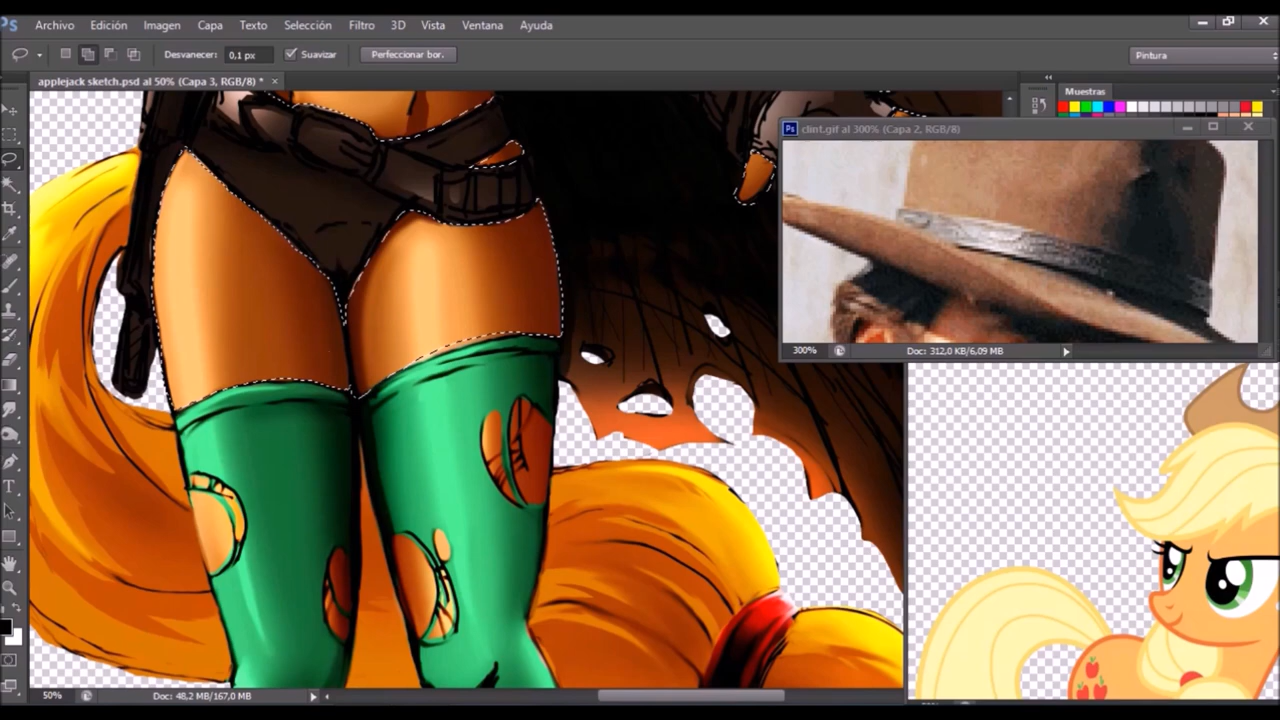 PS Archivo Edición Imagen Capa Texto Selección Filtro 3D Vista Ventana Ayuda
Desvanecer: 0,1 px Suavizar Perfeccionar bor. Pintura
applejack sketch.psd al 50% (Capa 3, RGB/8) * ×
Muestras
Ps clint.gif al 300% (Capa 2, RGB/8)
300% Doc: 312,0 KB/6,09 MB
T
50% Doc: 48,2 MB/167,0 MB